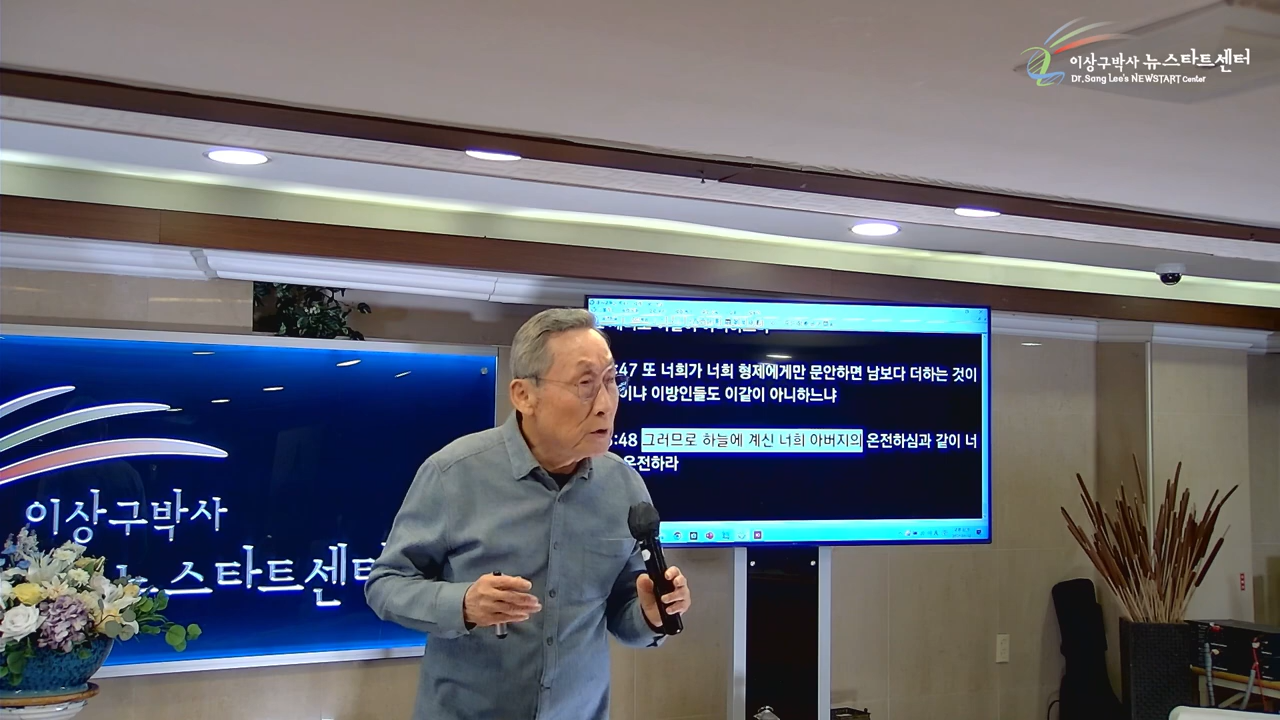 이상구박사 뉴스타트센터
Dr. Sang Lee's NEWSTART Center
:47 또 너희가 너희 형제에게만 문안하면 남보다 더하는 것이
이냐 이방인들도 이같이 아니하느냐
:48 그러므로 하늘에 계신 너희 아버지의 온전하심과 같이 너
온전하라
이상구박사
뉴스타트센터